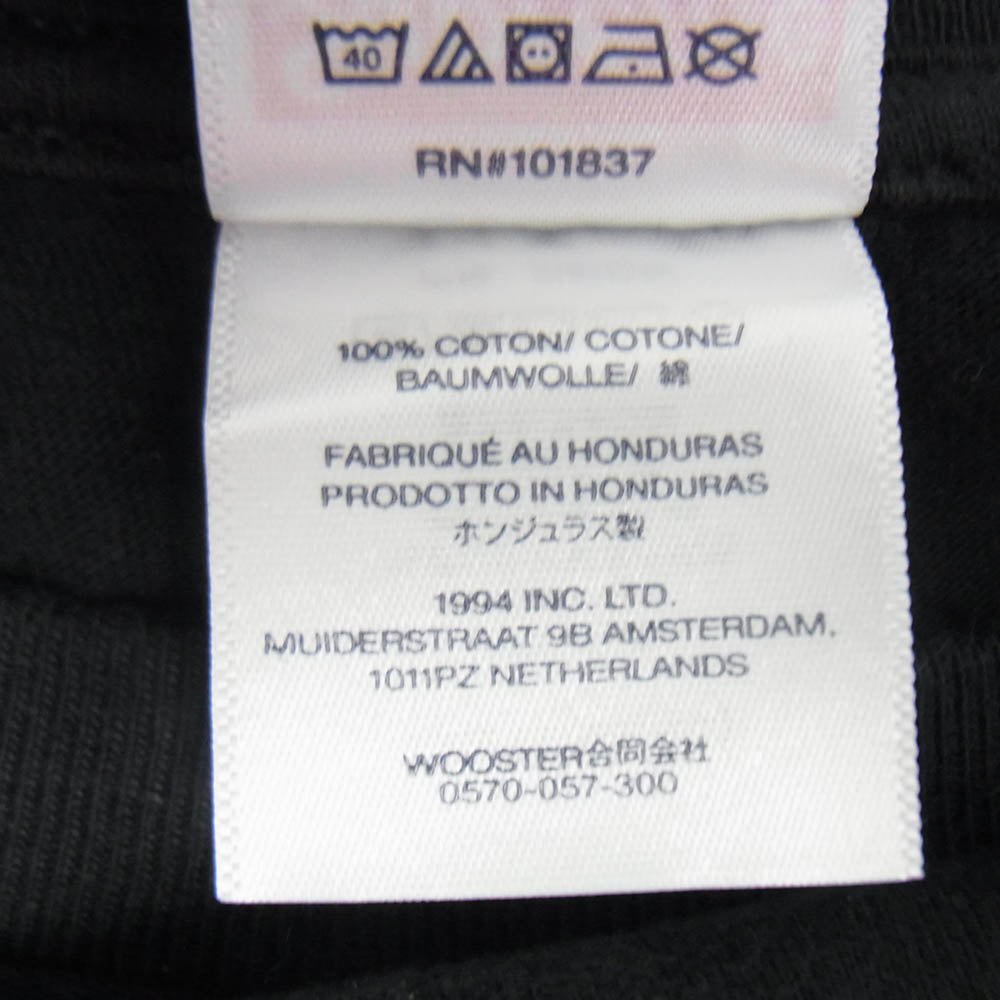 40
RN#101837
100% COTON/ COTONE/
BAUMWOLLE/ 綿
FABRIQUÉ AU HONDURAS
PRODOTTO IN HONDURAS
ホンジュラス製
1994 INC. LTD.
MUIDERSTRAAT 9B AMSTERDAM.
1011PZ NETHERLANDS
WOOSTER合同会社
0570-057-300